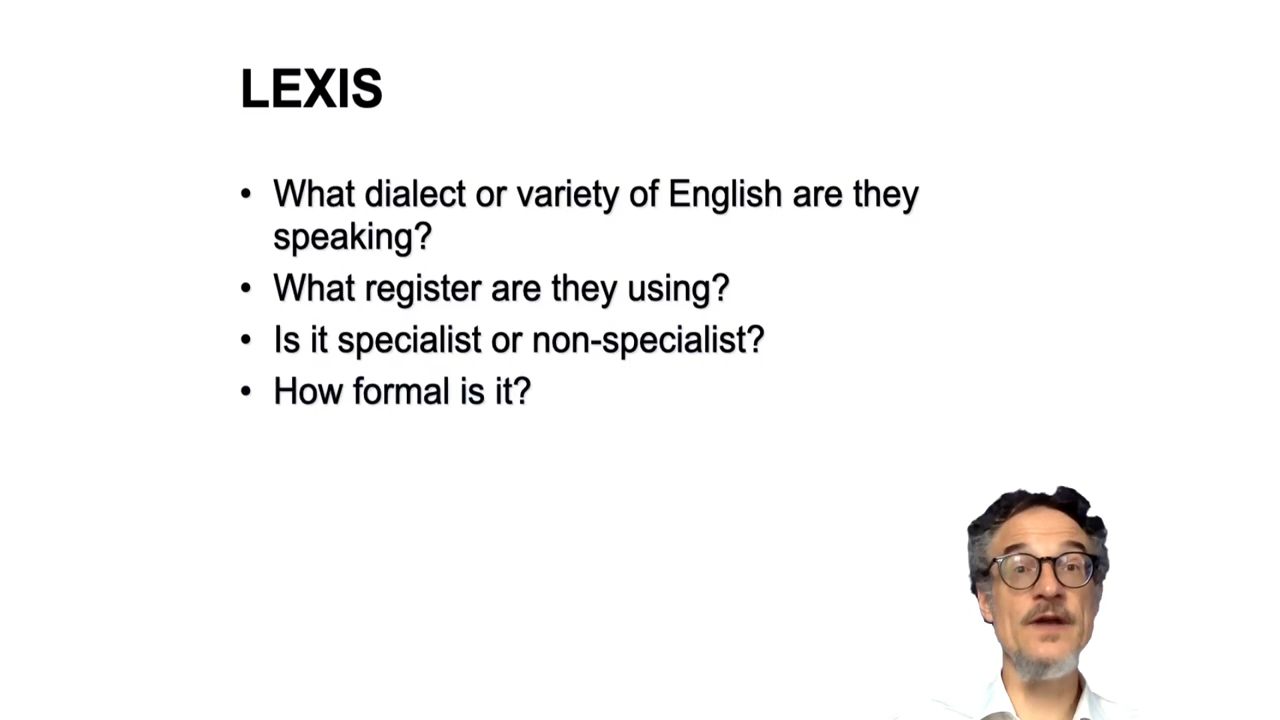 LEXIS
• What dialect or variety of English are they
speaking?
• What register are they using?
• Is it specialist or non-specialist?
• How formal is it?